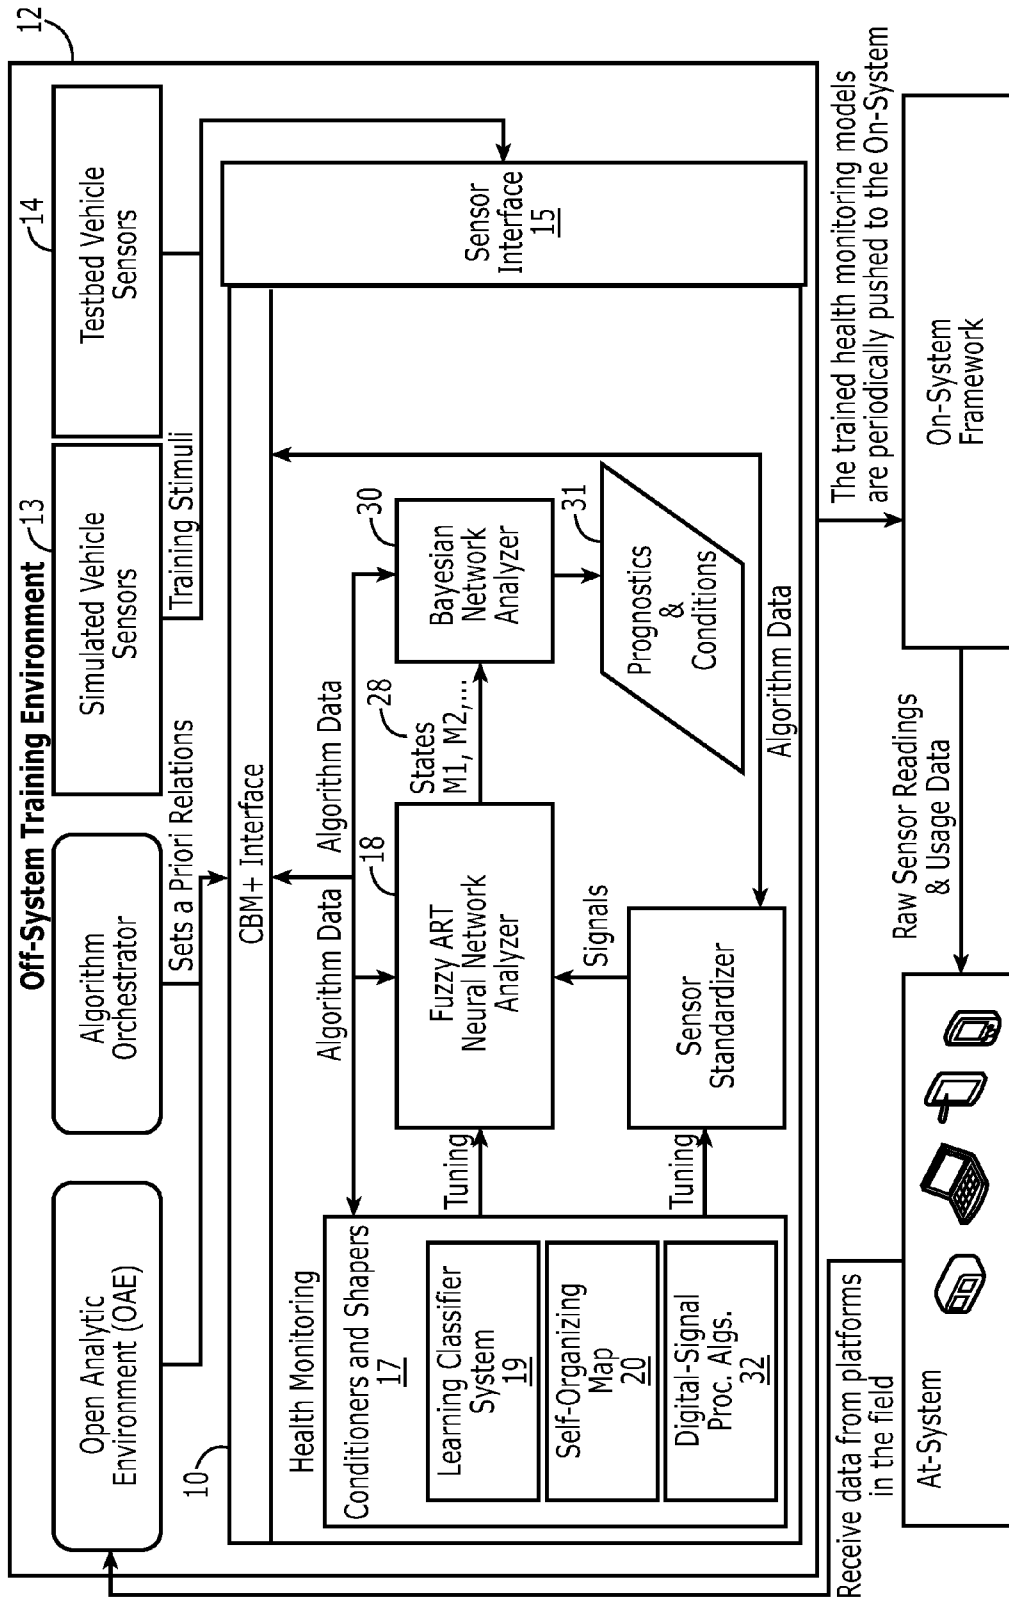 Off-System Training Environment
12
Open Analytic
Environment (OAE)
Algorithm
Orchestrator
Sets a Priori Relations
Simulated Vehicle
Sensors
13
Training Stimuli
Testbed Vehicle
Sensors
14
10
CBM+ Interface
Sensor
Interface
15
Health Monitoring
Algorithm Data
Algorithm Data
Conditioners and Shapers
17
Learning Classifier
System
19
Self-Organizing
Map
20
Digital-Signal
Proc. Algs.
32
Tuning
Tuning
Fuzzy ART
Neural Network
Analyzer
18
Signals
Sensor
Standardizer
States
M1, M2,...
28
Bayesian
Network
Analyzer
30
Prognostics
&
Conditions
31
Algorithm Data
Receive data from platforms
in the field
The trained health monitoring models
are periodically pushed to the On-System
At-System
Raw Sensor Readings
& Usage Data
On-System
Framework